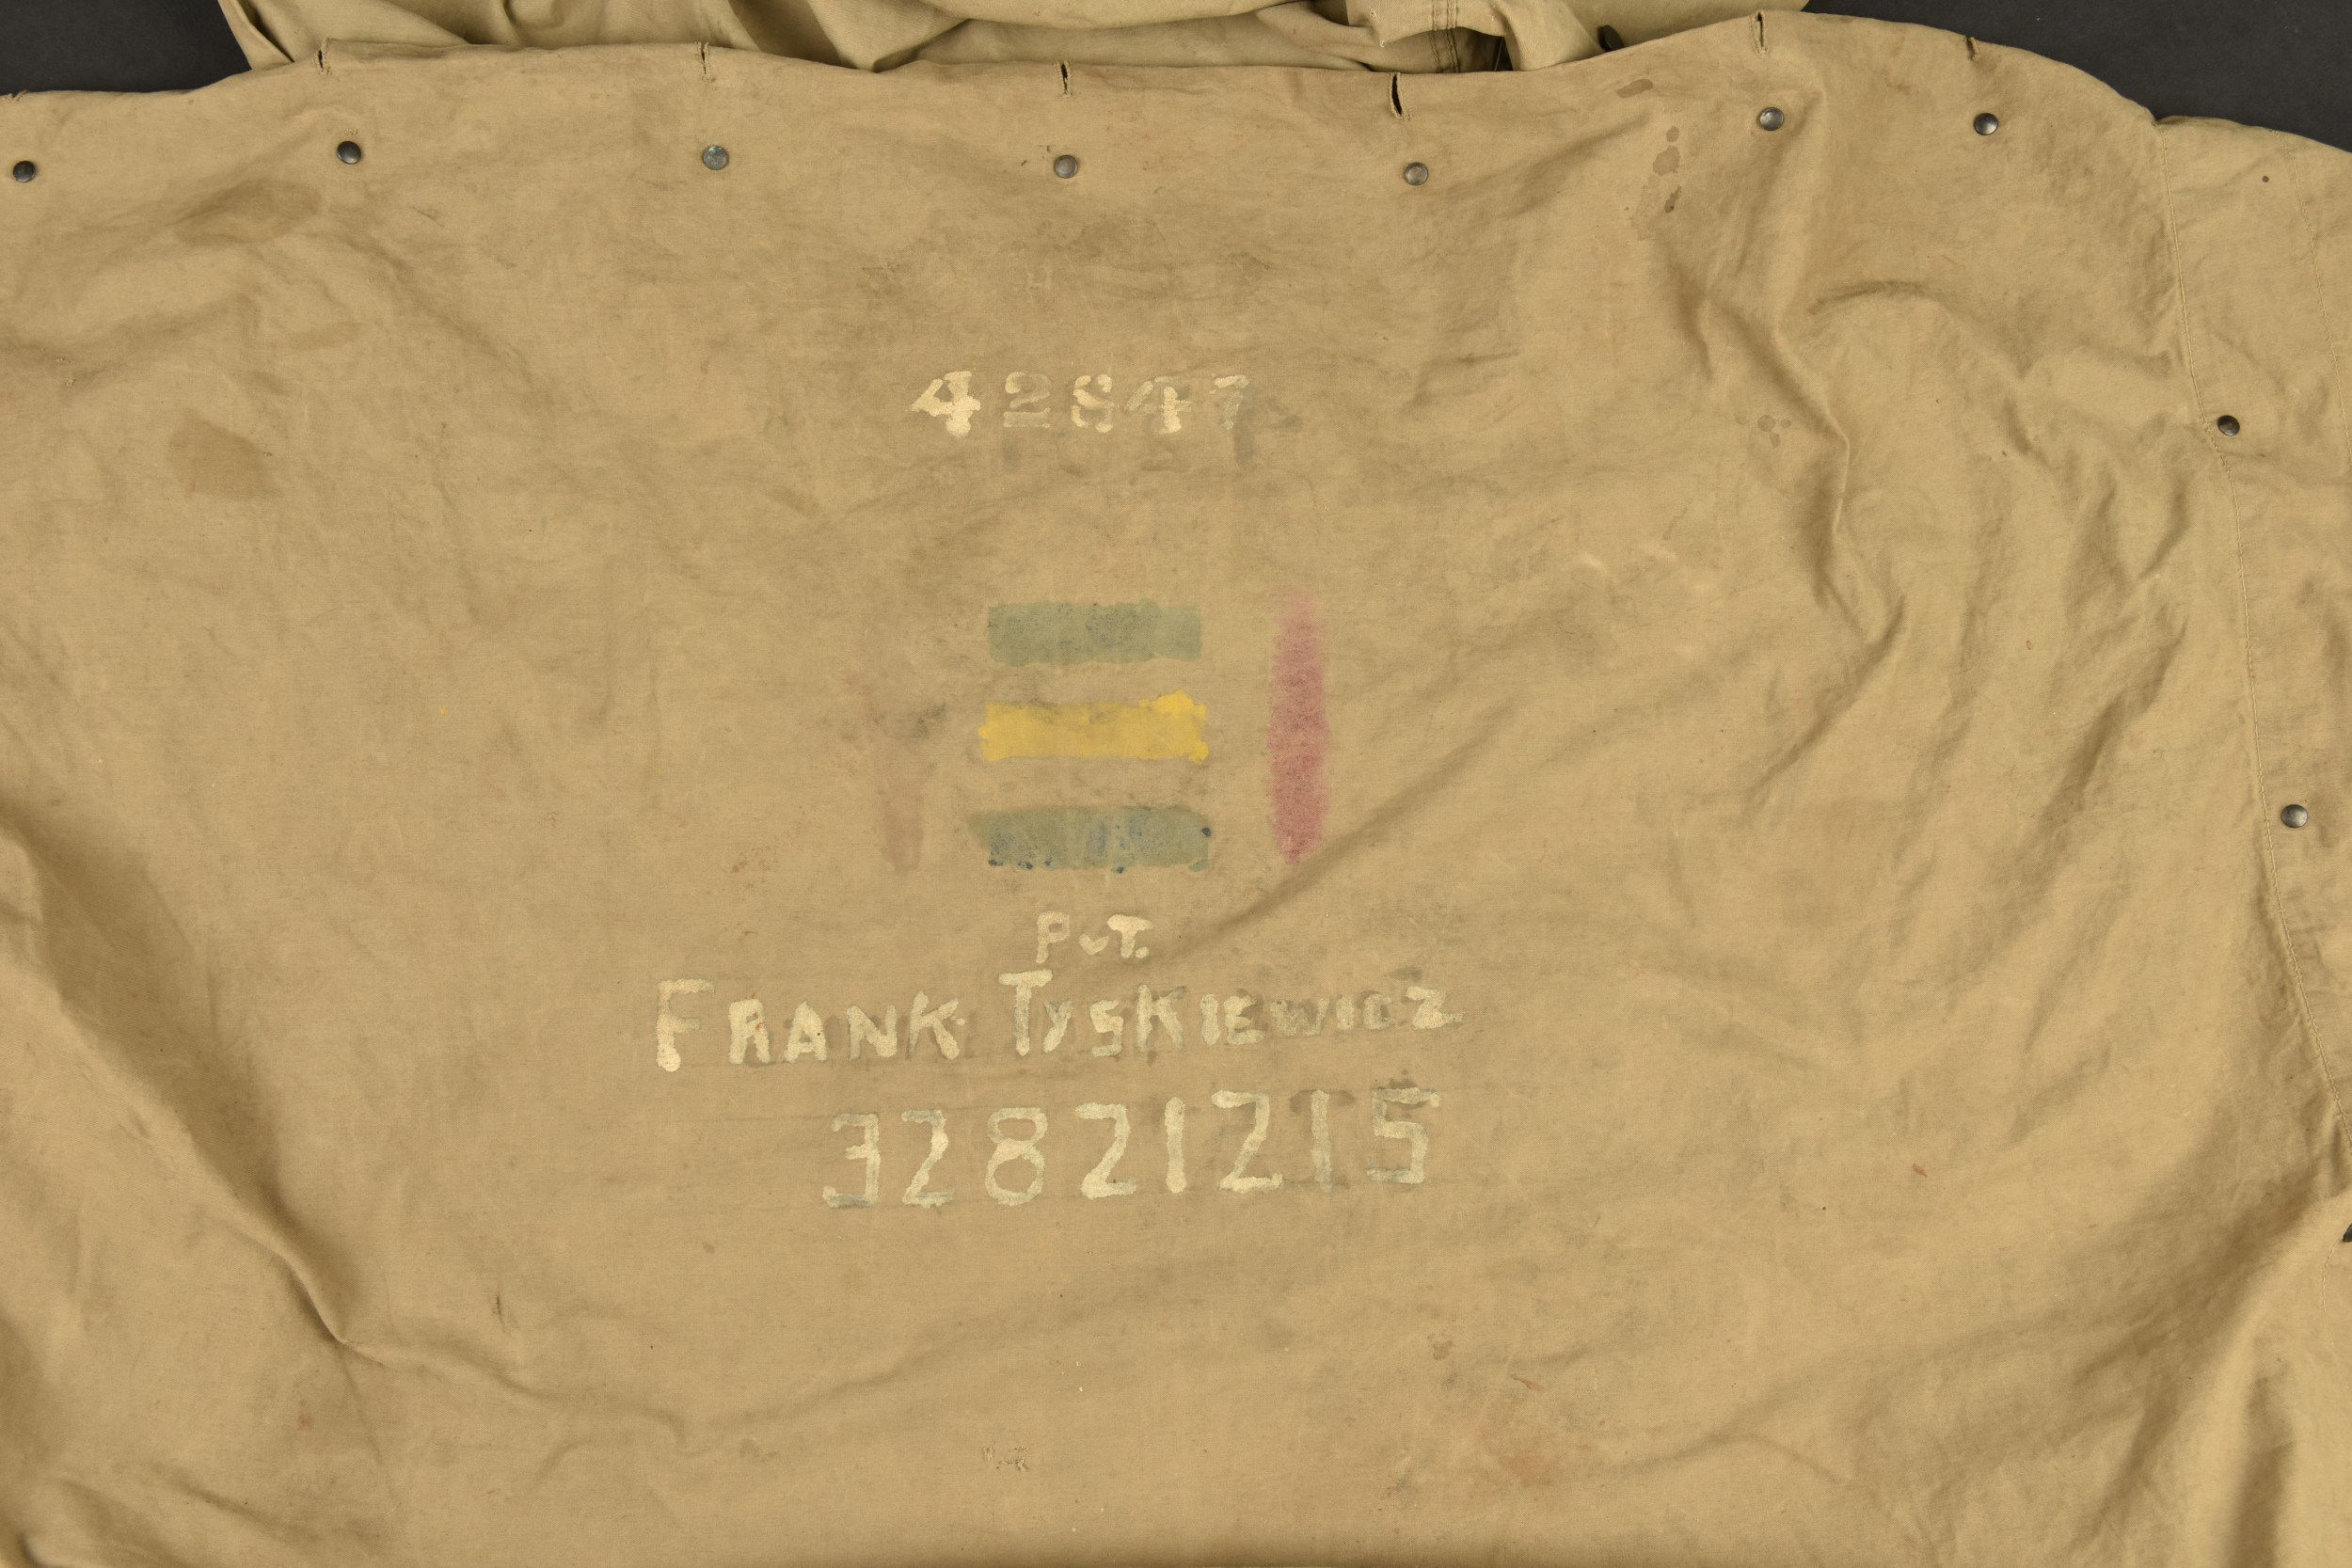 42847
PvT.
FRANK TYSKIEWICZ
32821215